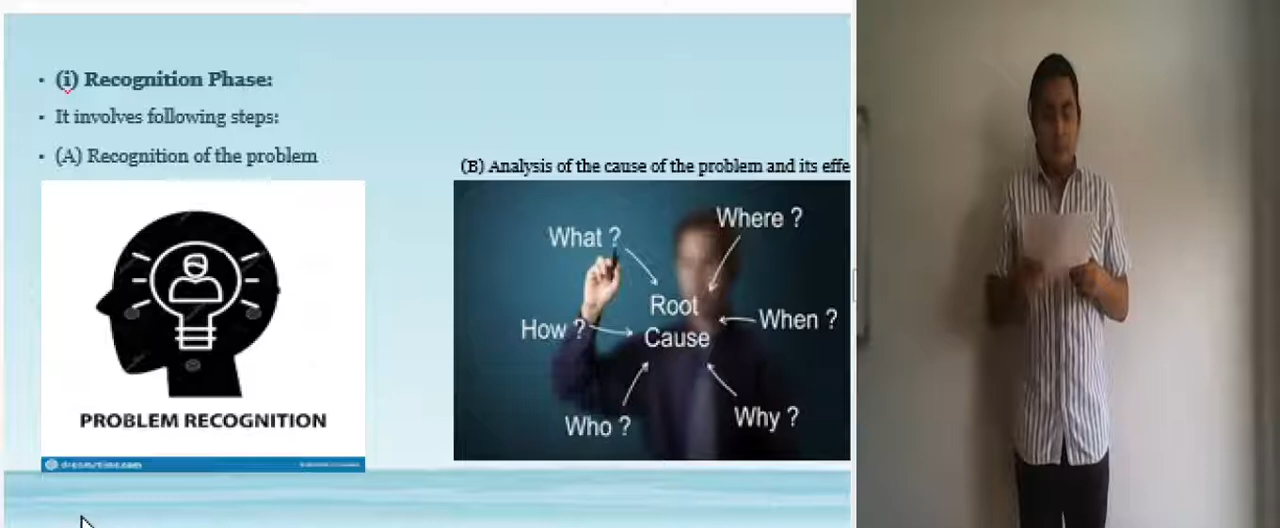 (i) Recognition Phase:
It involves following steps:
(A) Recognition of the problem
(B) Analysis of the cause of the problem and its effe
What ?
Where ?
Root
Cause
When ?
How ?
Who ?
Why ?
PROBLEM RECOGNITION
dreamstime.com